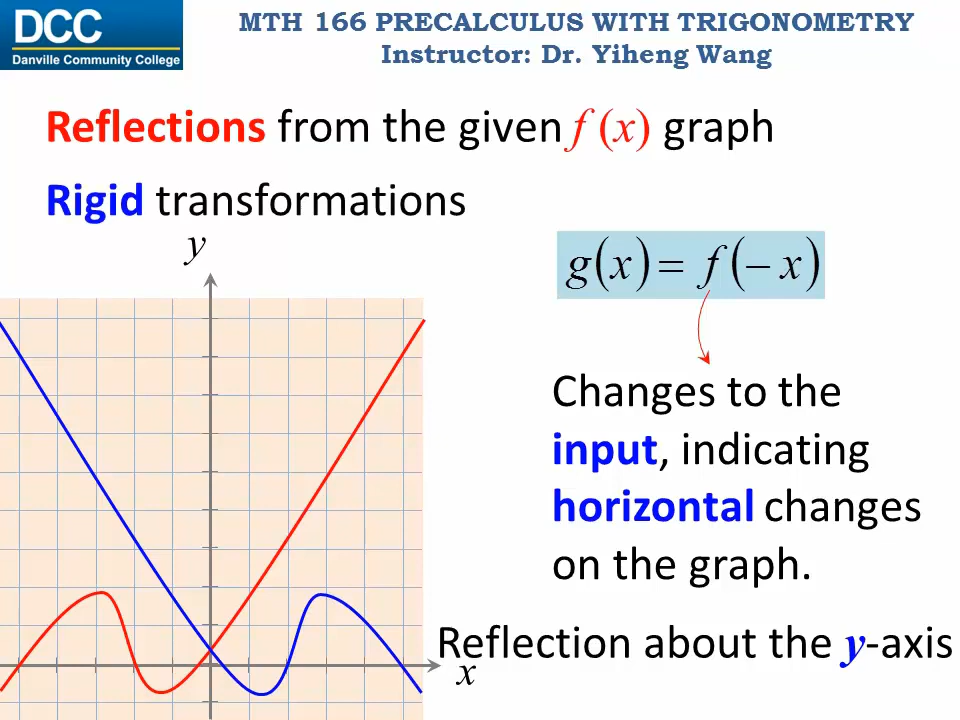 DCC
Danville Community College
MTH 166 PRECALCULUS WITH TRIGONOMETRY
Instructor: Dr. Yiheng Wang
Reflections from the given f (x) graph
Rigid transformations
y
g(x) = f(– x)
Changes to the
input, indicating
horizontal changes
on the graph.
Reflection about the y-axis
x